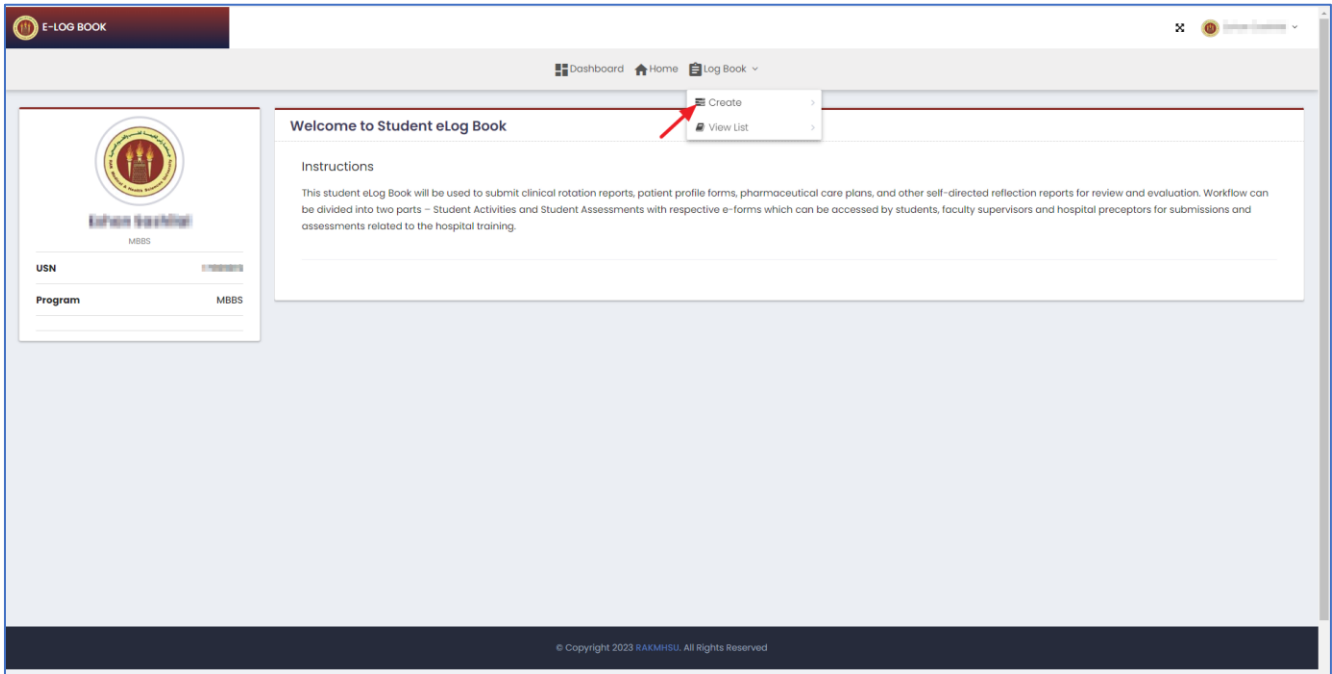 E-LOG BOOK
Dashboard Home Log Book
Create
View List
MBBS
USN
Program MBBS
Welcome to Student eLog Book
Instructions
This student eLog Book will be used to submit clinical rotation reports, patient profile forms, pharmaceutical care plans, and other self-directed reflection reports for review and evaluation. Workflow can
be divided into two parts – Student Activities and Student Assessments with respective e-forms which can be accessed by students, faculty supervisors and hospital preceptors for submissions and
assessments related to the hospital training.
© Copyright 2023 RAKMHSU. All Rights Reserved